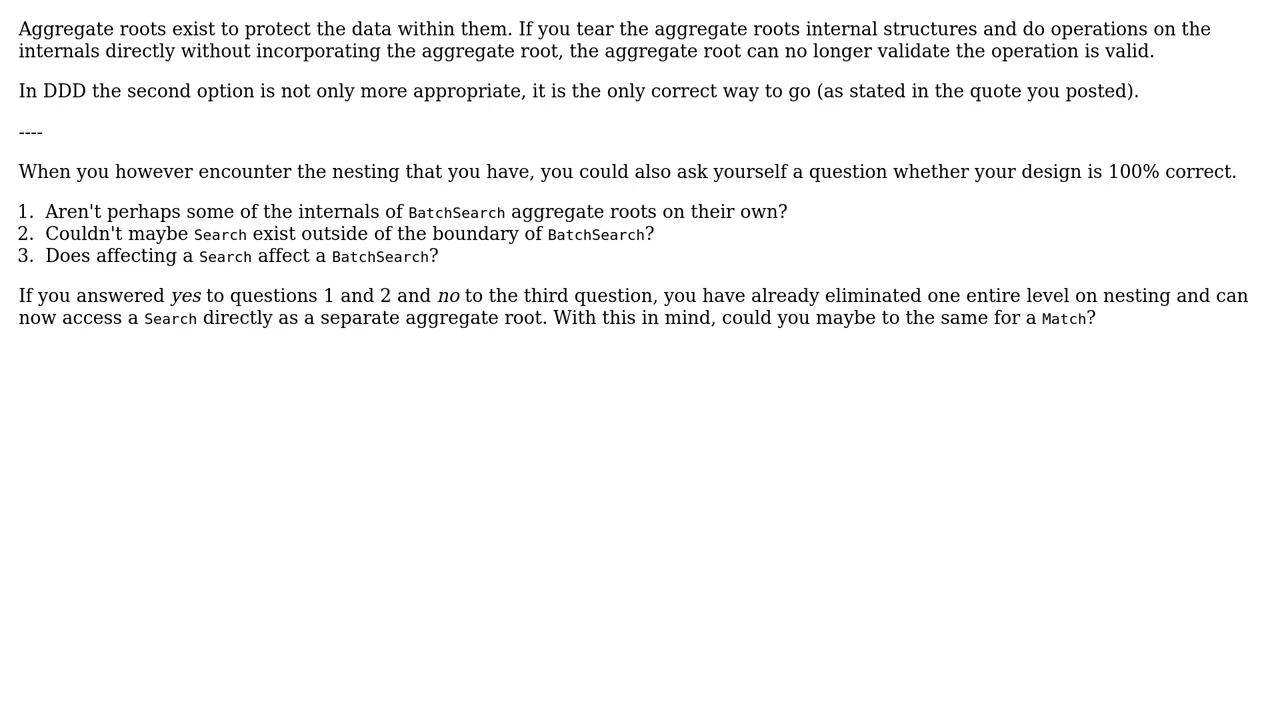 Aggregate roots exist to protect the data within them. If you tear the aggregate roots internal structures and do operations on the
internals directly without incorporating the aggregate root, the aggregate root can no longer validate the operation is valid.
In DDD the second option is not only more appropriate, it is the only correct way to go (as stated in the quote you posted).
----
When you however encounter the nesting that you have, you could also ask yourself a question whether your design is 100% correct.
1. Aren't perhaps some of the internals of BatchSearch aggregate roots on their own?
2. Couldn't maybe Search exist outside of the boundary of BatchSearch?
3. Does affecting a Search affect a BatchSearch?
If you answered yes to questions 1 and 2 and no to the third question, you have already eliminated one entire level on nesting and can
now access a Search directly as a separate aggregate root. With this in mind, could you maybe to the same for a Match?